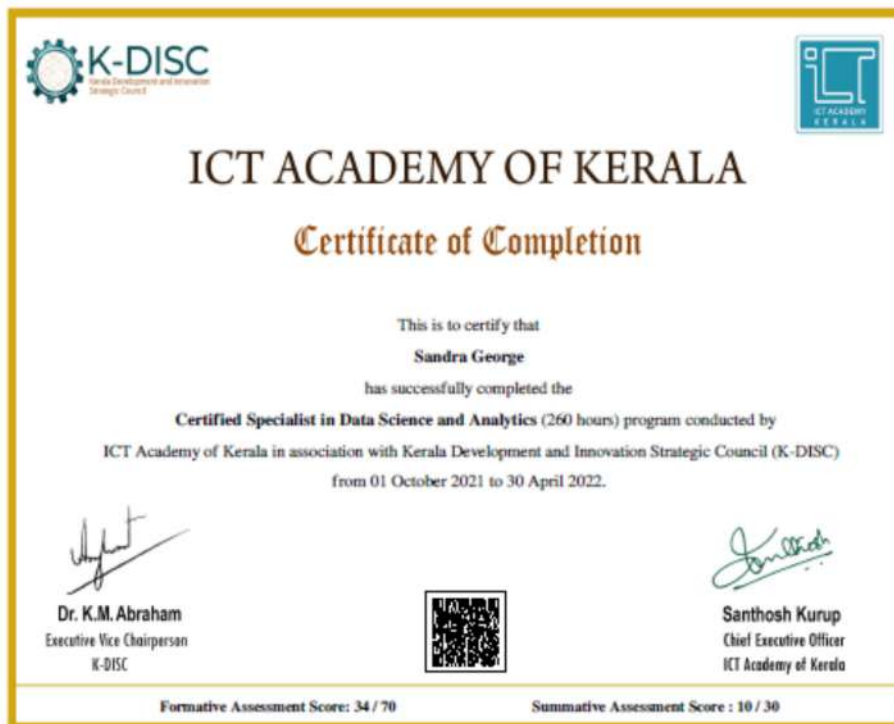 K-DISC
Kerala Development and Innovation
Strategic Council
ICT
ICT ACADEMY
KERALA
ICT ACADEMY OF KERALA
Certificate of Completion
This is to certify that
Sandra George
has successfully completed the
Certified Specialist in Data Science and Analytics (260 hours) program conducted by
ICT Academy of Kerala in association with Kerala Development and Innovation Strategic Council (K-DISC)
from 01 October 2021 to 30 April 2022.
Santhosh
Dr. K.M. Abraham
Executive Vice Chairperson
K-DISC
Santhosh Kurup
Chief Executive Officer
ICT Academy of Kerala
Formative Assessment Score: 34 / 70
Summative Assessment Score : 10 / 30